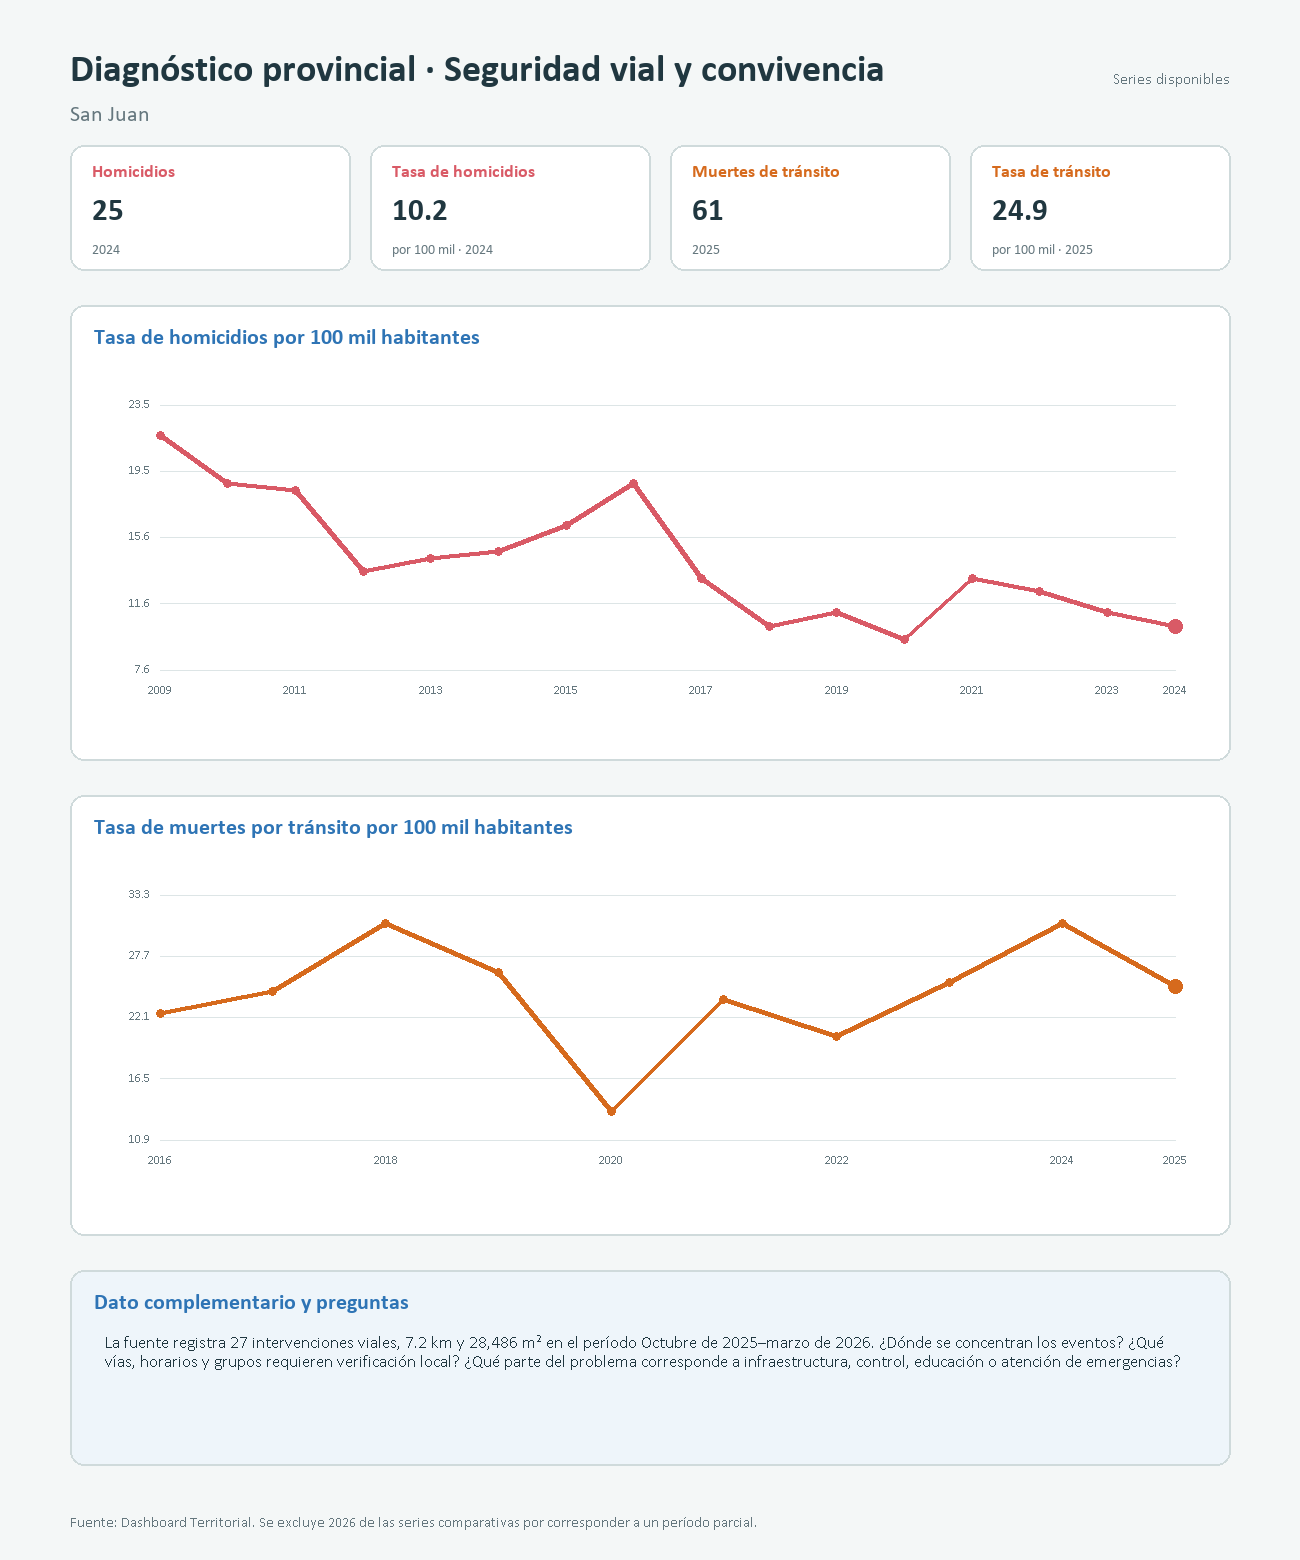 Diagnóstico provincial · Seguridad vial y convivencia
Series disponibles
San Juan
Homicidios
25
2024
Tasa de homicidios
10.2
por 100 mil · 2024
Muertes de tránsito
61
2025
Tasa de tránsito
24.9
por 100 mil · 2025
Tasa de homicidios por 100 mil habitantes
23.5
19.5
15.6
11.6
7.6
2009 2011 2013 2015 2017 2019 2021 2023 2024
Tasa de muertes por tránsito por 100 mil habitantes
33.3
27.7
22.1
16.5
10.9
2016 2018 2020 2022 2024 2025
Dato complementario y preguntas
La fuente registra 27 intervenciones viales, 7.2 km y 28,486 m² en el período Octubre de 2025–marzo de 2026. ¿Dónde se concentran los eventos? ¿Qué
vías, horarios y grupos requieren verificación local? ¿Qué parte del problema corresponde a infraestructura, control, educación o atención de emergencias?
Fuente: Dashboard Territorial. Se excluye 2026 de las series comparativas por corresponder a un período parcial.